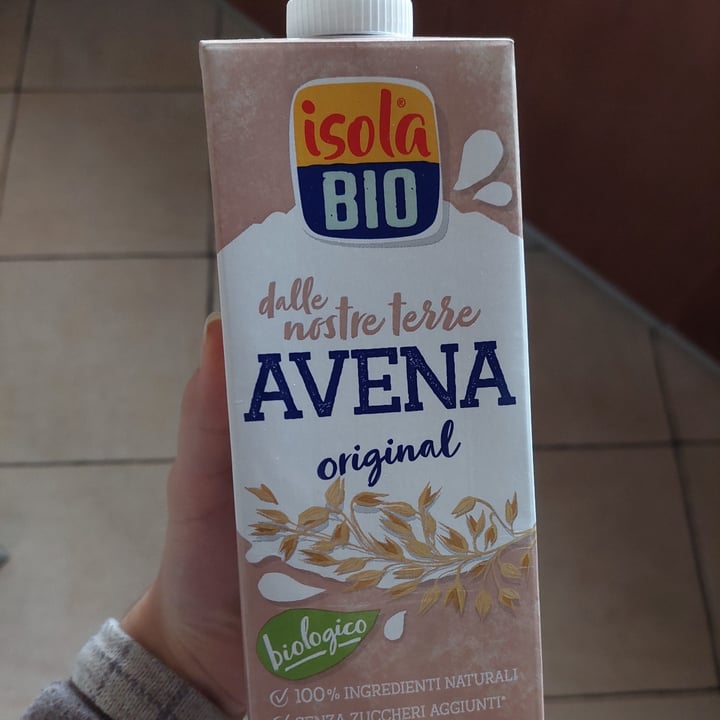 isola®
BIO
dalle
nostre terre
AVENA
original
biologico
100% INGREDIENTI NATURALI
SENZA ZUCCHERI AGGIUNTI*